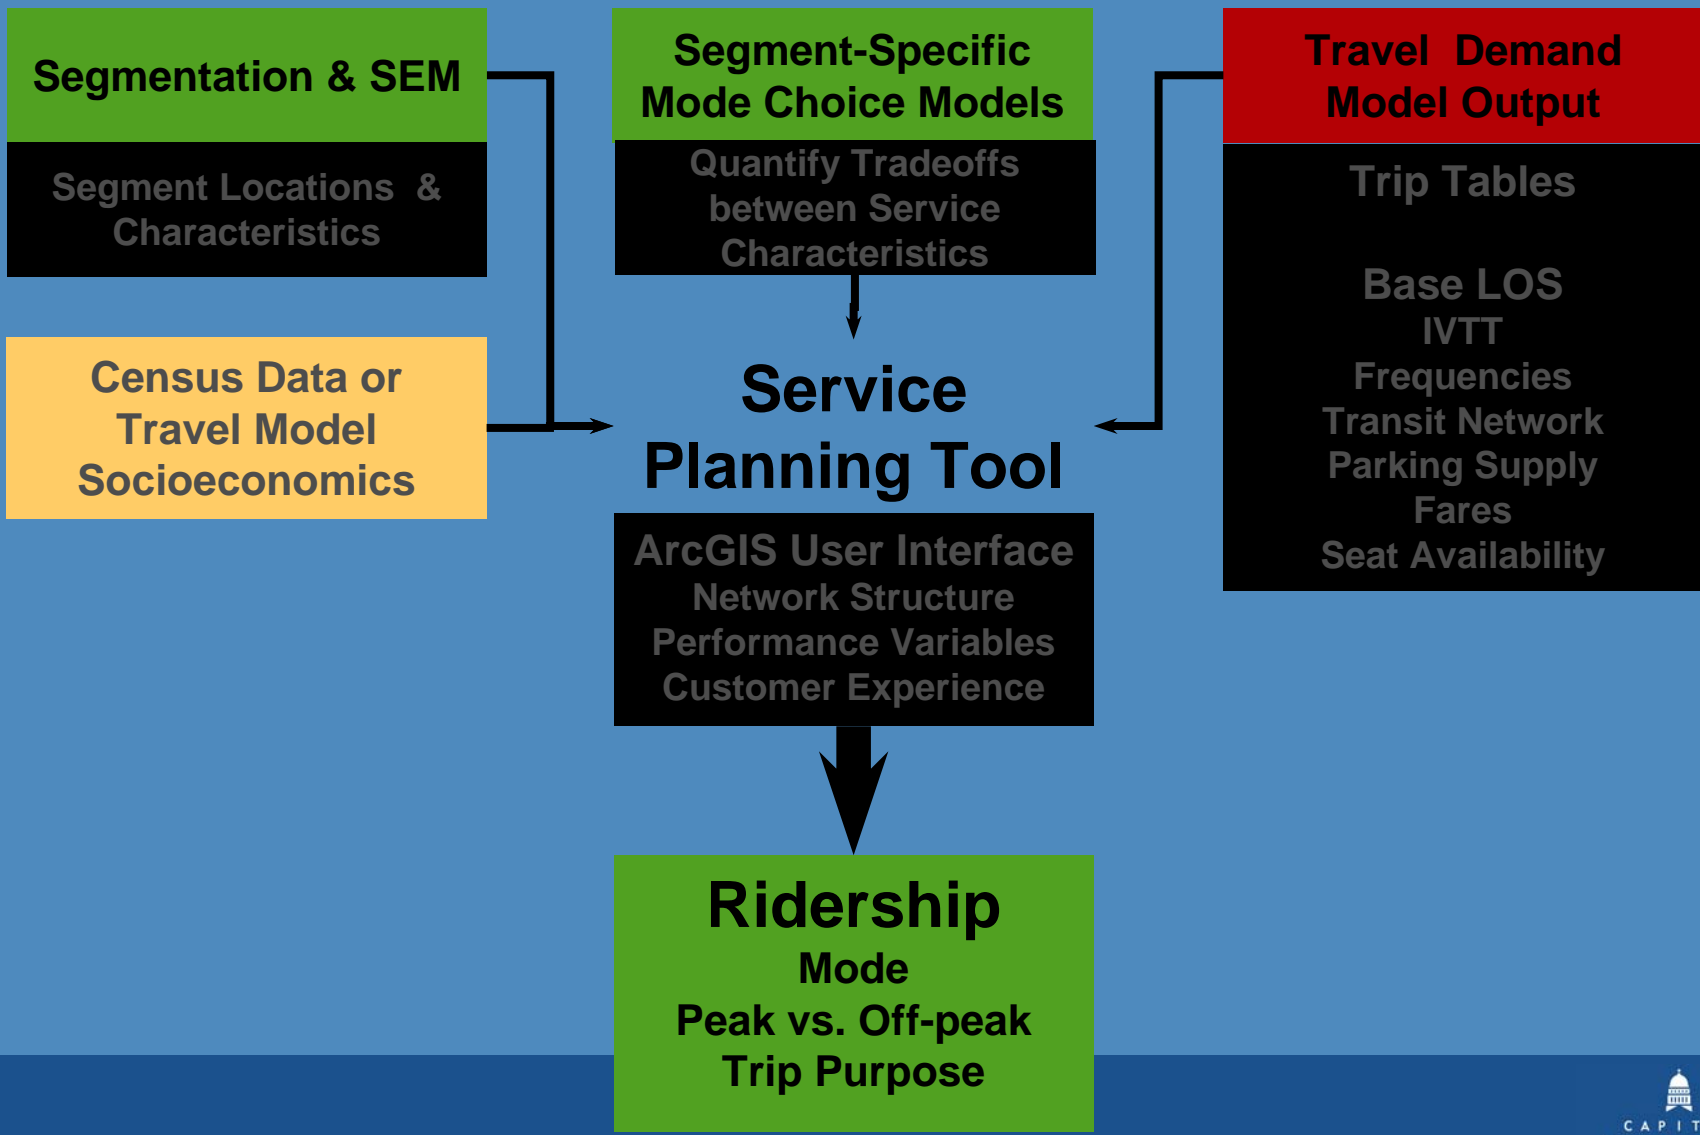 Segmentation & SEM
Segment Locations & 
Characteristics
Census Data or
Travel Model
Socioeconomics
Segment-Specific
Mode Choice Models
Quantify Tradeoffs
between Service
Characteristics
Service
Planning Tool
ArcGIS User Interface
Network Structure
Performance Variables
Customer Experience
Ridership
Mode
Peak vs. Off-peak
Trip Purpose
Travel Demand
Model Output
Trip Tables
Base LOS
IVTT
Frequencies
Transit Network
Parking Supply
Fares
Seat Availability